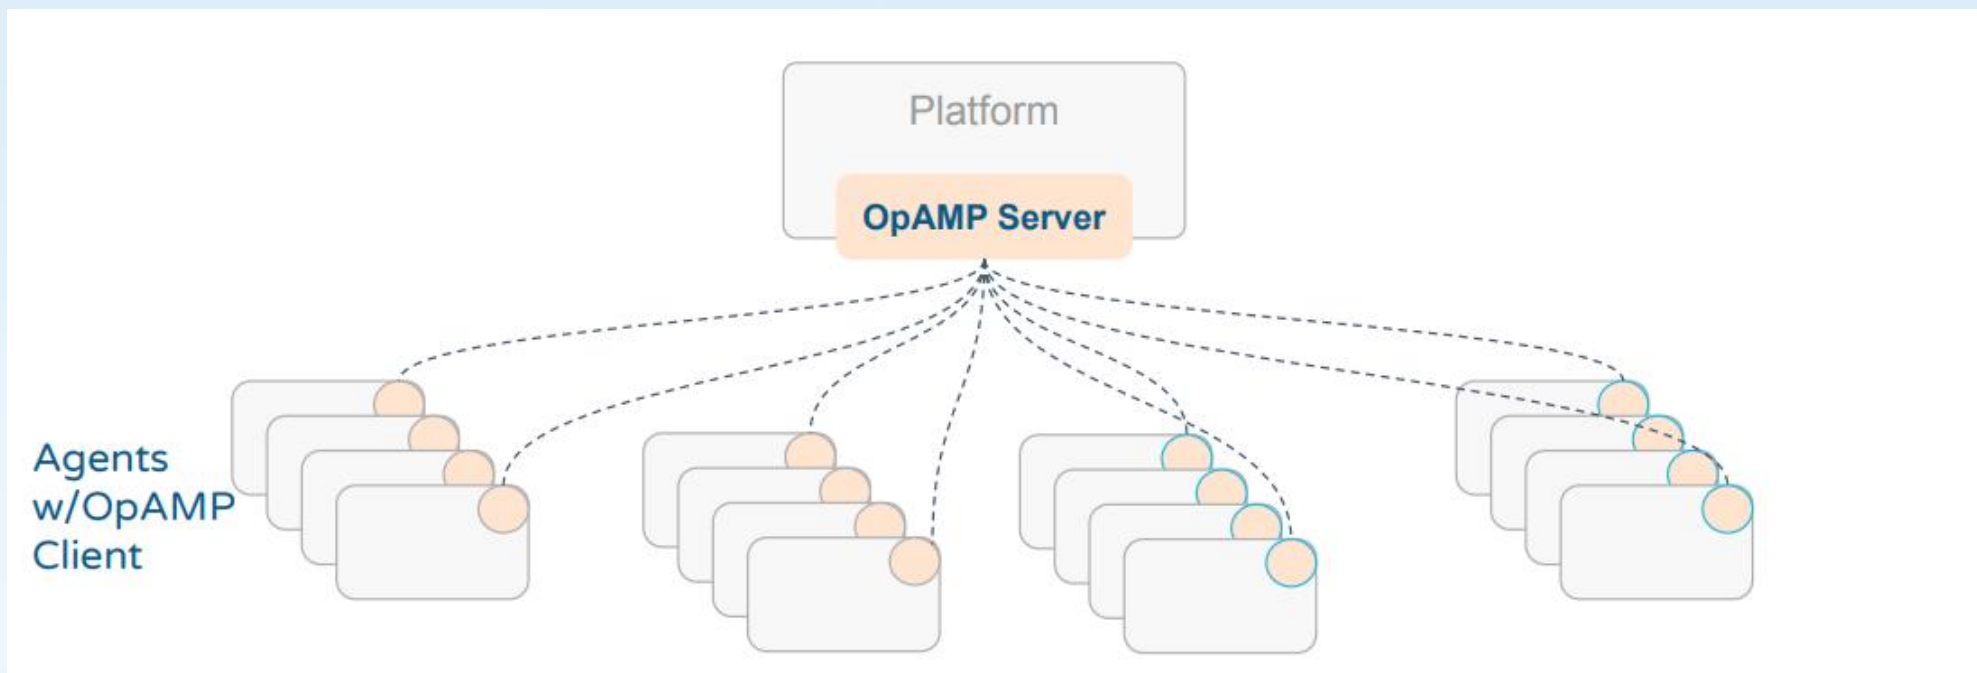 Platform
OpAMP Server
Agents
w/OpAMP
Client